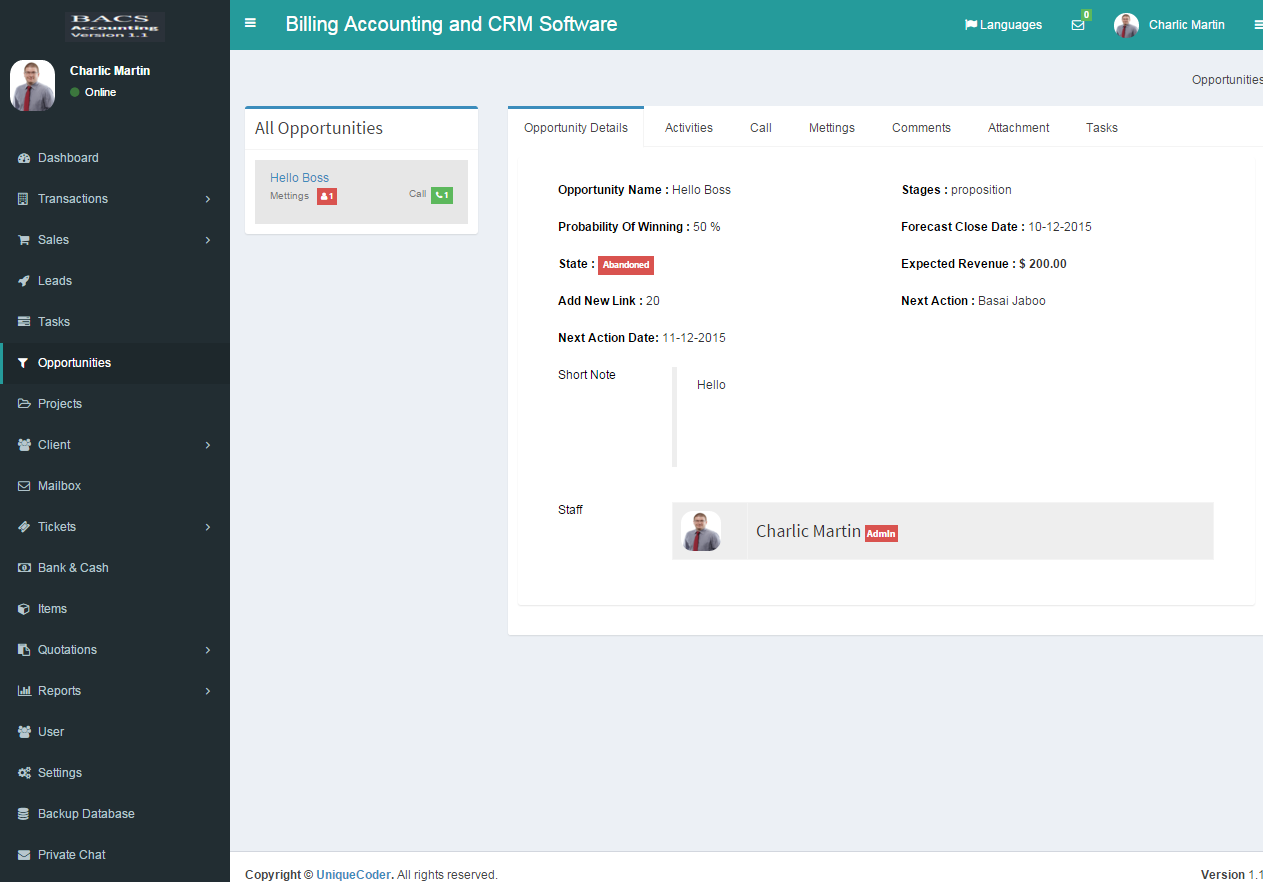 BACS
Accounting
Version 1.1
Billing Accounting and CRM Software
Languages
0
Charlic Martin
Charlic Martin
Online
Opportunities
Dashboard
Transactions
Sales
Leads
Tasks
Opportunities
Projects
Client
Mailbox
Tickets
Bank & Cash
Items
Quotations
Reports
User
Settings
Backup Database
Private Chat
All Opportunities
Hello Boss
Mettings 1 Call 1
Opportunity Details Activities Call Mettings Comments Attachment Tasks
Opportunity Name : Hello Boss Stages : proposition
Probability Of Winning : 50 % Forecast Close Date : 10-12-2015
State : Abandoned Expected Revenue : $ 200.00
Add New Link : 20 Next Action : Basai Jaboo
Next Action Date: 11-12-2015
Short Note Hello
Staff Charlic Martin Admin
Copyright © UniqueCoder. All rights reserved. Version 1.1